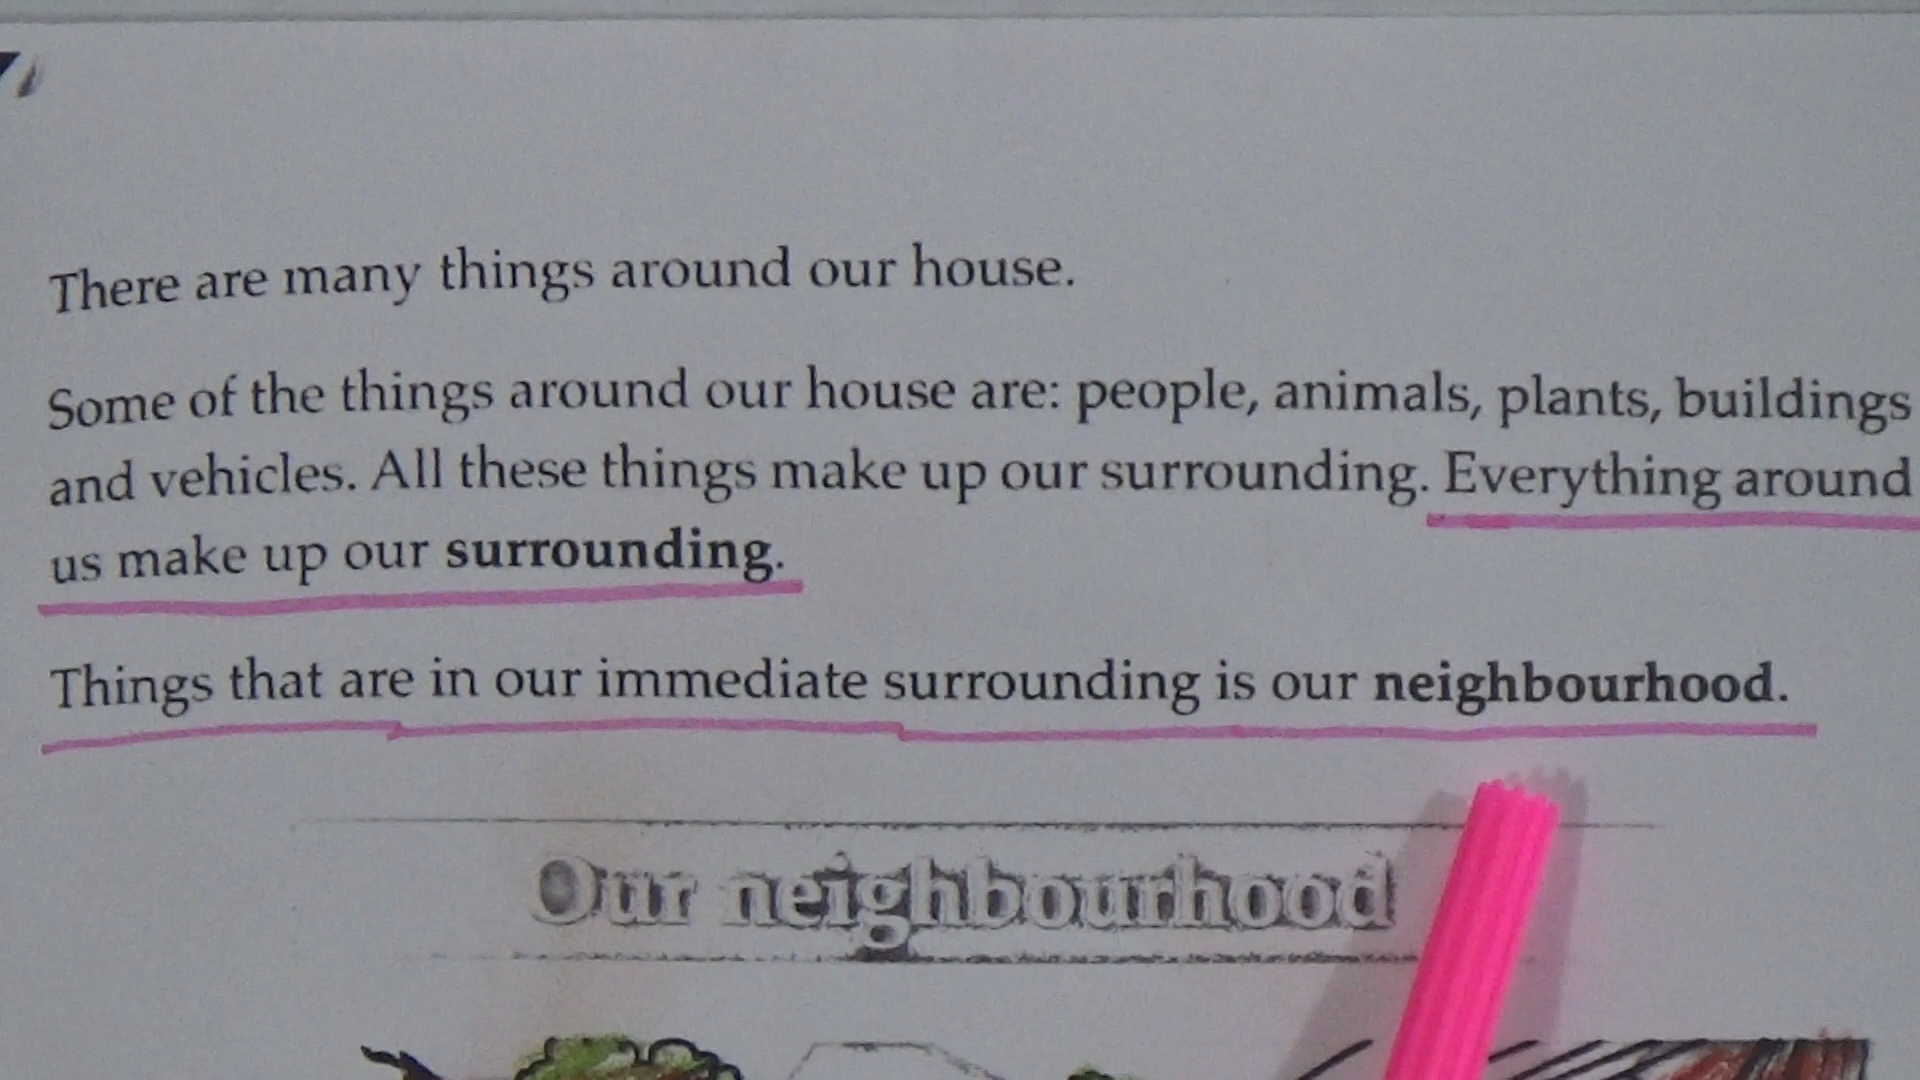 There are many things around our house.
Some of the things around our house are: people, animals, plants, buildings
and vehicles. All these things make up our surrounding. Everything around
us make up our surrounding.
Things that are in our immediate surrounding is our neighbourhood.
Our neighbourhood